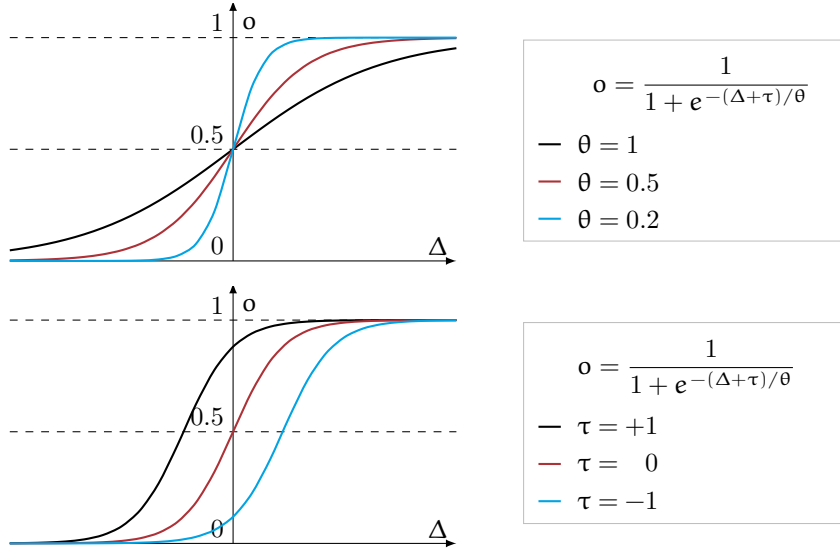 1 o
0.5
0 Δ
o = 1 / (1 + e^{-(Δ+τ)/θ})
θ = 1
θ = 0.5
θ = 0.2
1 o
0.5
0 Δ
o = 1 / (1 + e^{-(Δ+τ)/θ})
τ = +1
τ = 0
τ = −1